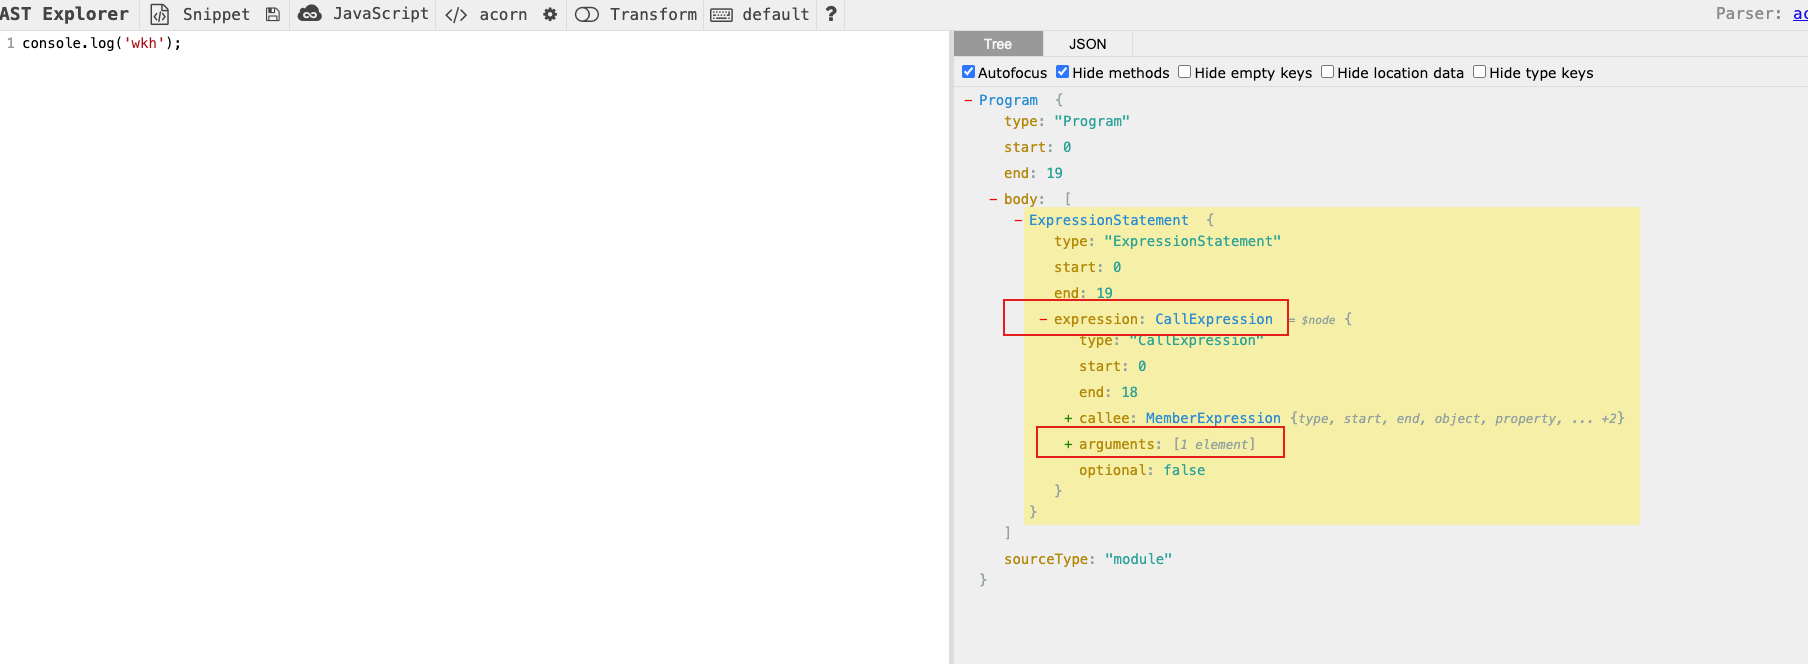 AST Explorer Snippet JavaScript </> acorn Transform default ? Parser:
1 console.log('wkh');
Tree JSON
Autofocus Hide methods Hide empty keys Hide location data Hide type keys
- Program {
type: "Program"
start: 0
end: 19
- body: [
- ExpressionStatement {
type: "ExpressionStatement"
start: 0
end: 19
- expression: CallExpression = $node {
type: "CallExpression"
start: 0
end: 18
+ callee: MemberExpression {type, start, end, object, property, ... +2}
+ arguments: [1 element]
optional: false
}
}
]
sourceType: "module"
}